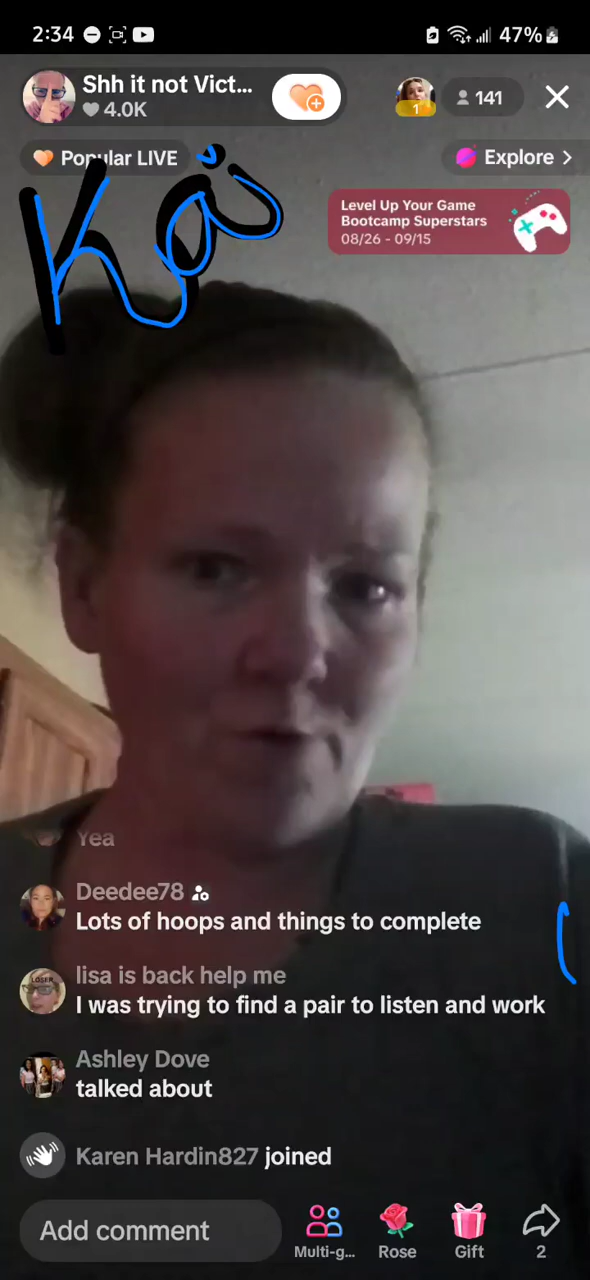 2:34
47%
Shh it not Vict...
4.0K
1
141
Popular LIVE
Explore >
Kai
Level Up Your Game
Bootcamp Superstars
08/26 - 09/15
Yea
Deedee78
Lots of hoops and things to complete
LOSER
lisa is back help me
I was trying to find a pair to listen and work
Ashley Dove
talked about
Karen Hardin827 joined
Add comment
Multi-g...
Rose
Gift
2